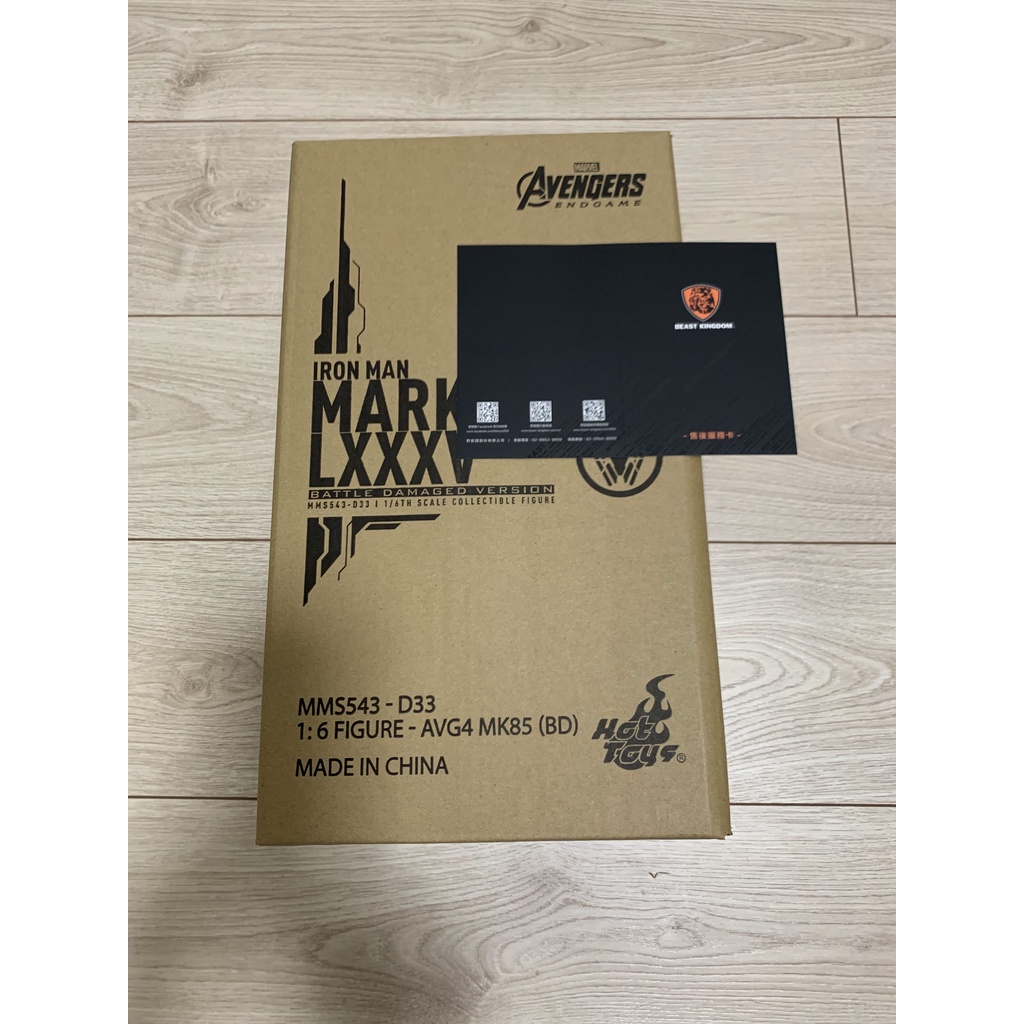 MARVEL
AVENGERS
ENDGAME
BEAST KINGDOM
IRON MAN
MARK
LXXXV
BATTLE DAMAGED VERSION
MMS543-D33 | 1/6TH SCALE COLLECTIBLE FIGURE
- 售後服務卡 -
MMS543 - D33
1: 6 FIGURE - AVG4 MK85 (BD)
MADE IN CHINA
Hot
Toys®